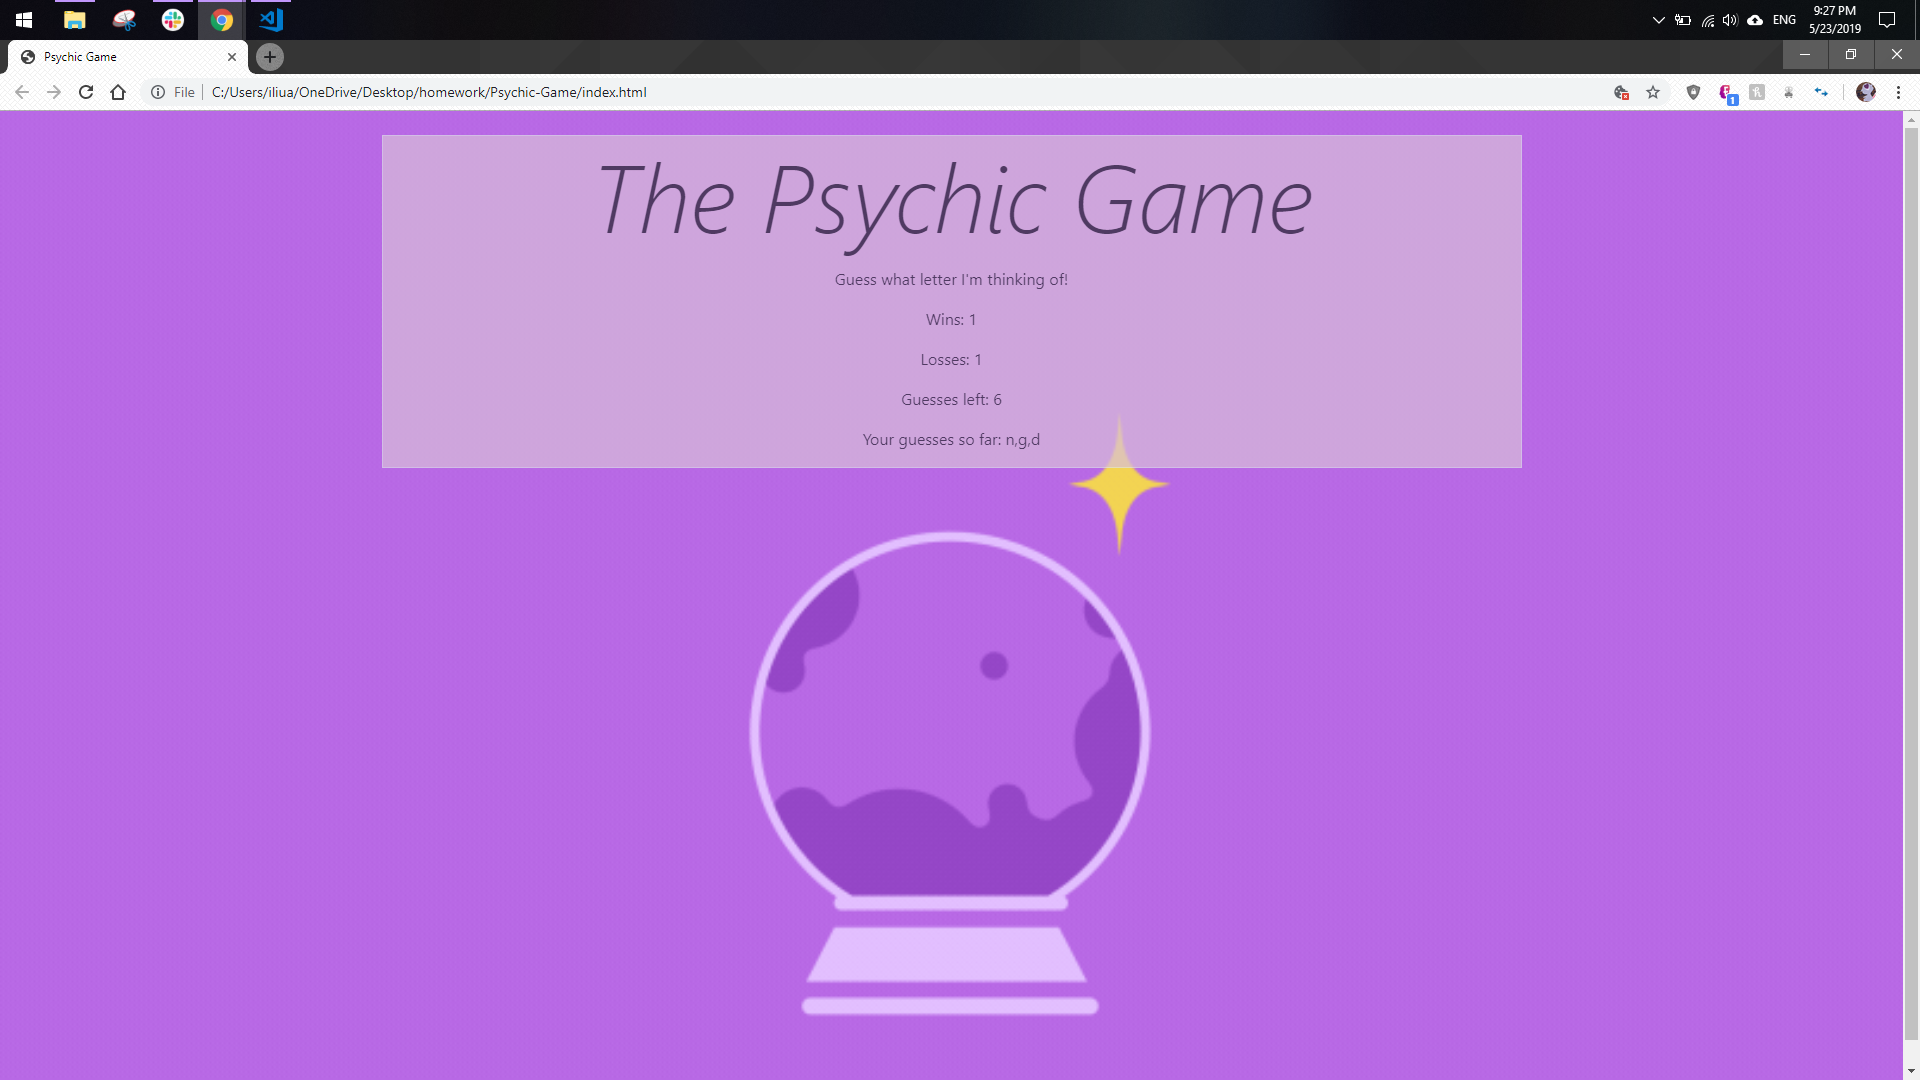 ENG
9:27 PM
5/23/2019
Psychic Game
File
C:/Users/iliua/OneDrive/Desktop/homework/Psychic-Game/index.html
1
The Psychic Game
Guess what letter I'm thinking of!
Wins: 1
Losses: 1
Guesses left: 6
Your guesses so far: n,g,d